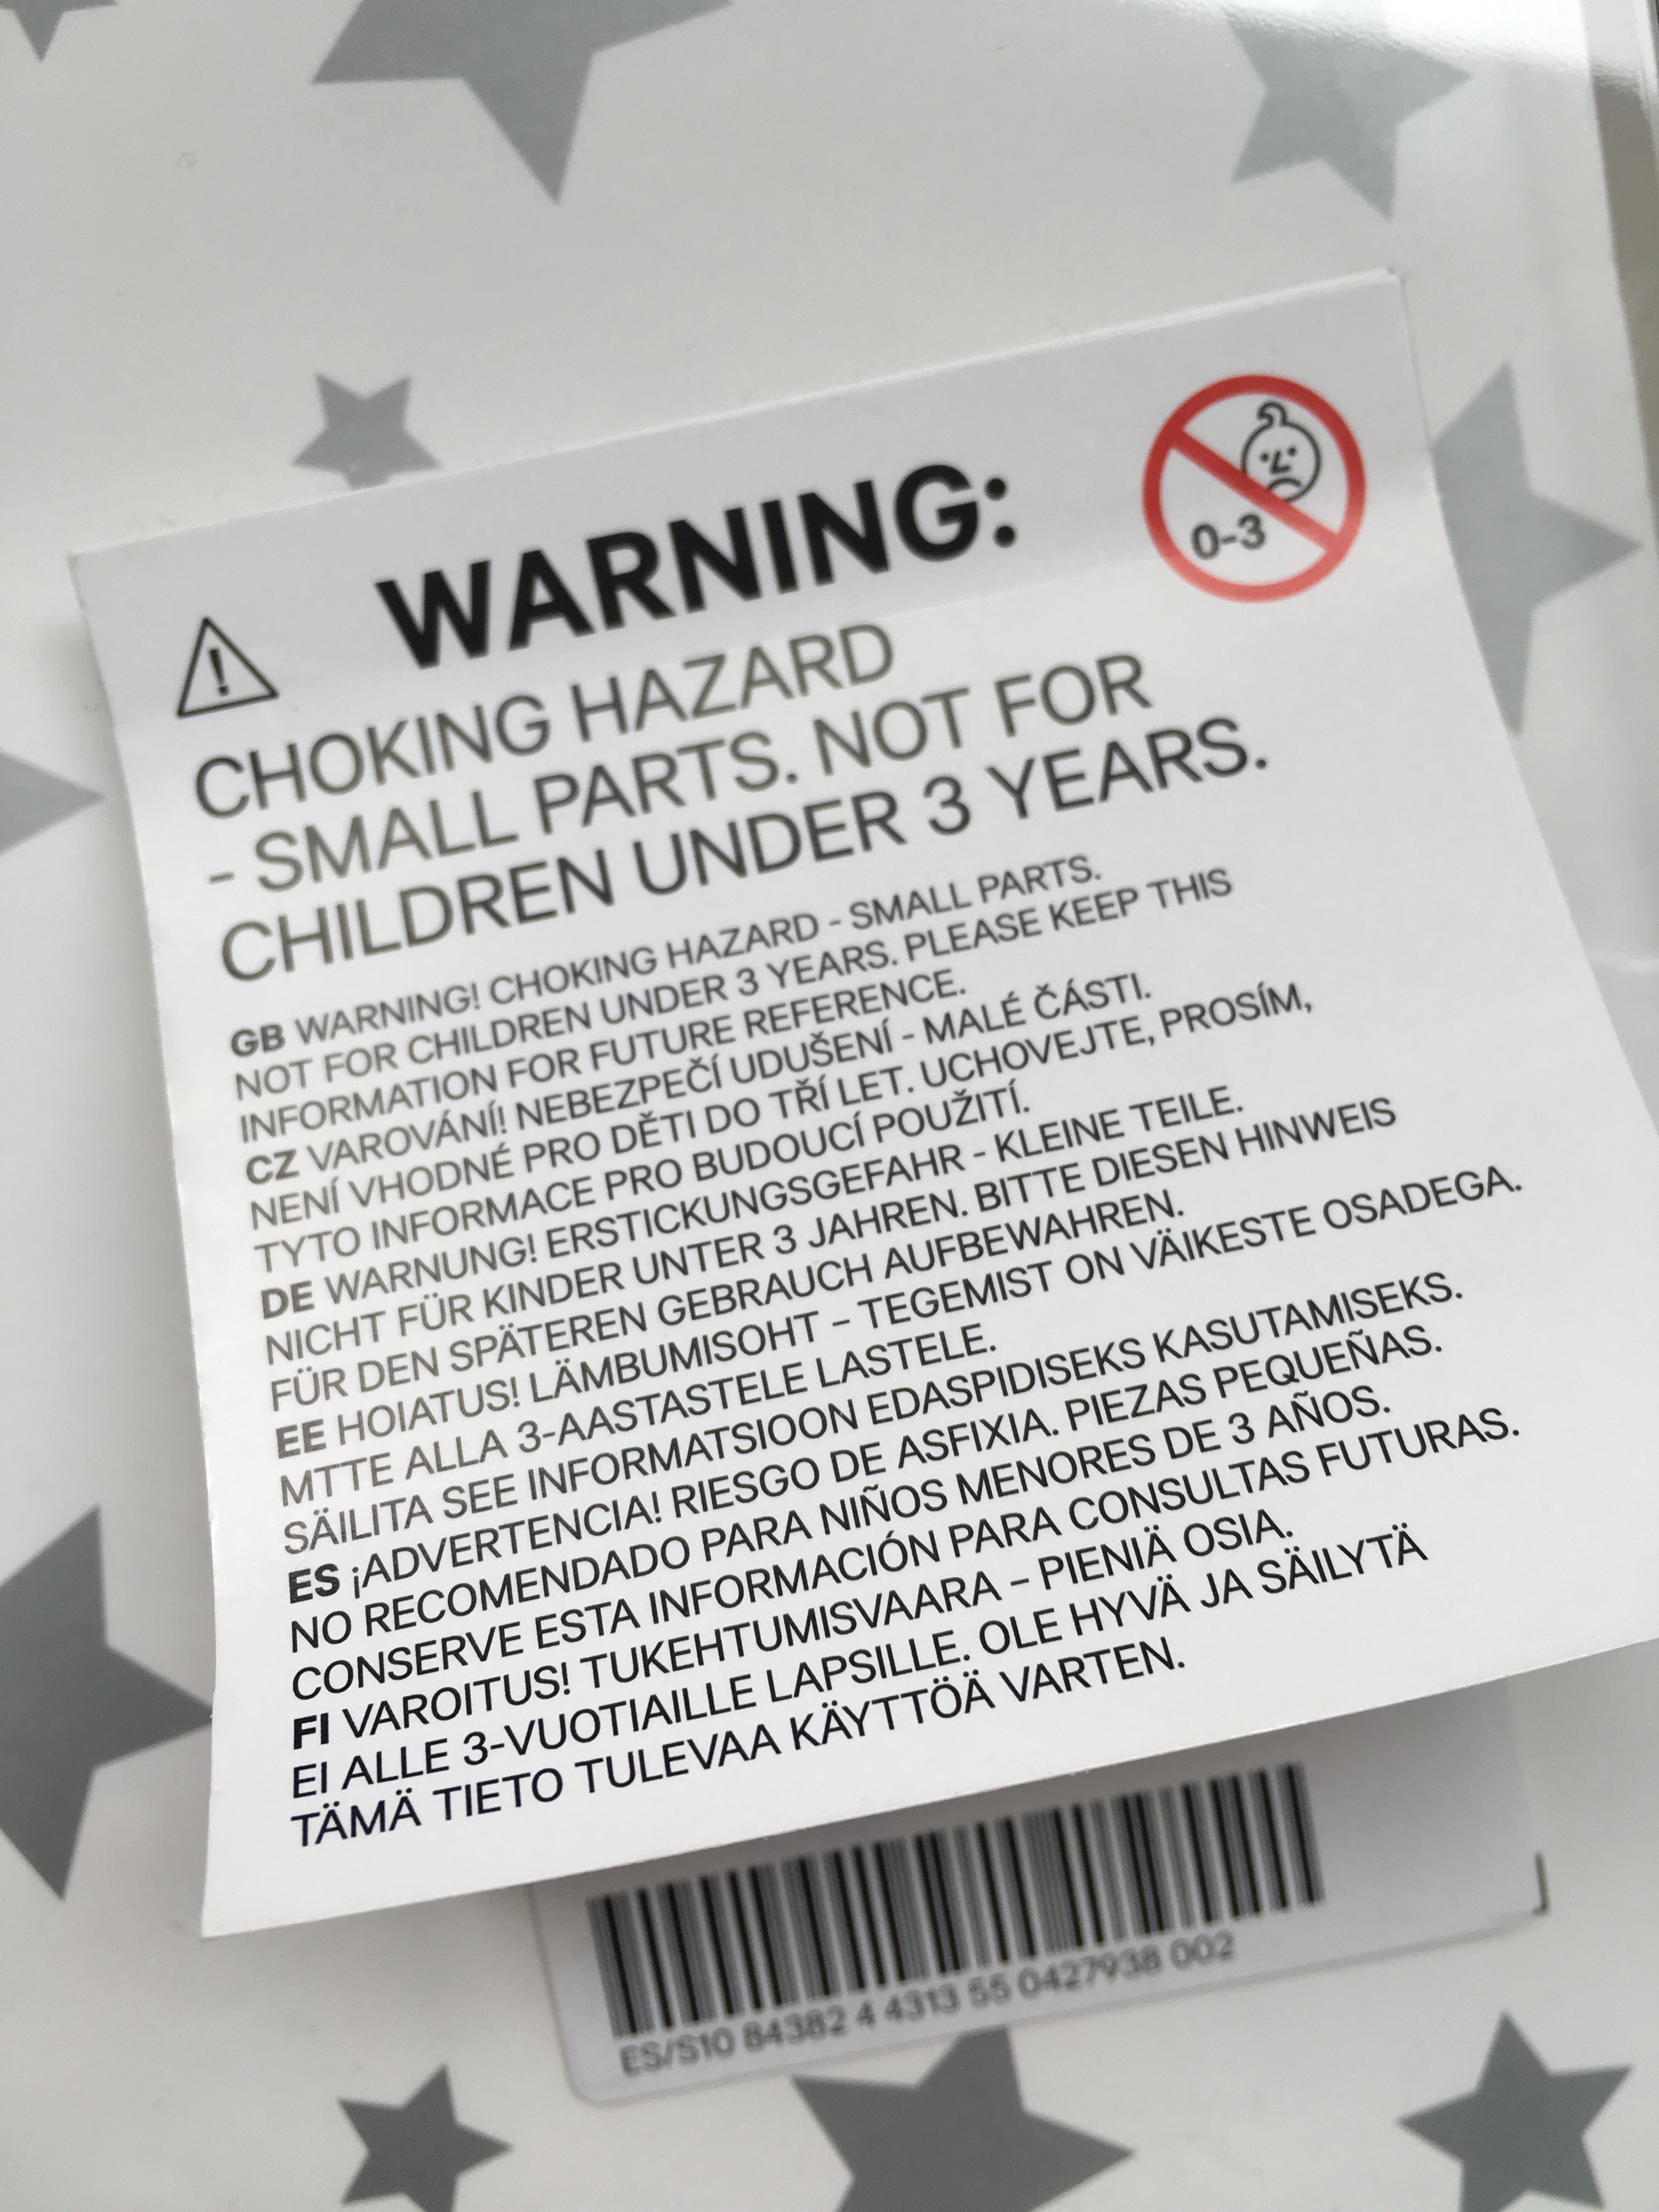 WARNING:
0-3
CHOKING HAZARD
- SMALL PARTS. NOT FOR
CHILDREN UNDER 3 YEARS.
GB WARNING! CHOKING HAZARD - SMALL PARTS.
NOT FOR CHILDREN UNDER 3 YEARS. PLEASE KEEP THIS
INFORMATION FOR FUTURE REFERENCE.
CZ VAROVÁNÍ! NEBEZPEČÍ UDUŠENÍ - MALÉ ČÁSTI.
NENÍ VHODNÉ PRO DĚTI DO TŘÍ LET. UCHOVEJTE, PROSÍM,
TYTO INFORMACE PRO BUDOUCÍ POUŽITÍ.
DE WARNUNG! ERSTICKUNGSGEFAHR - KLEINE TEILE.
NICHT FÜR KINDER UNTER 3 JAHREN. BITTE DIESEN HINWEIS
FÜR DEN SPÄTEREN GEBRAUCH AUFBEWAHREN.
EE HOIATUS! LÄMBUMISOHT – TEGEMIST ON VÄIKESTE OSADEGA.
MTTE ALLA 3-AASTASTELE LASTELE.
SÄILITA SEE INFORMATSIOON EDASPIDISEKS KASUTAMISEKS.
ES ¡ADVERTENCIA! RIESGO DE ASFIXIA. PIEZAS PEQUEÑAS.
NO RECOMENDADO PARA NIÑOS MENORES DE 3 AÑOS.
CONSERVE ESTA INFORMACIÓN PARA CONSULTAS FUTURAS.
FI VAROITUS! TUKEHTUMISVAARA – PIENIÄ OSIA.
EI ALLE 3-VUOTIAILLE LAPSILLE. OLE HYVÄ JA SÄILYTÄ
TÄMÄ TIETO TULEVAA KÄYTTÖÄ VARTEN.
ES/S10 84382 4 4313 55 0427938 002